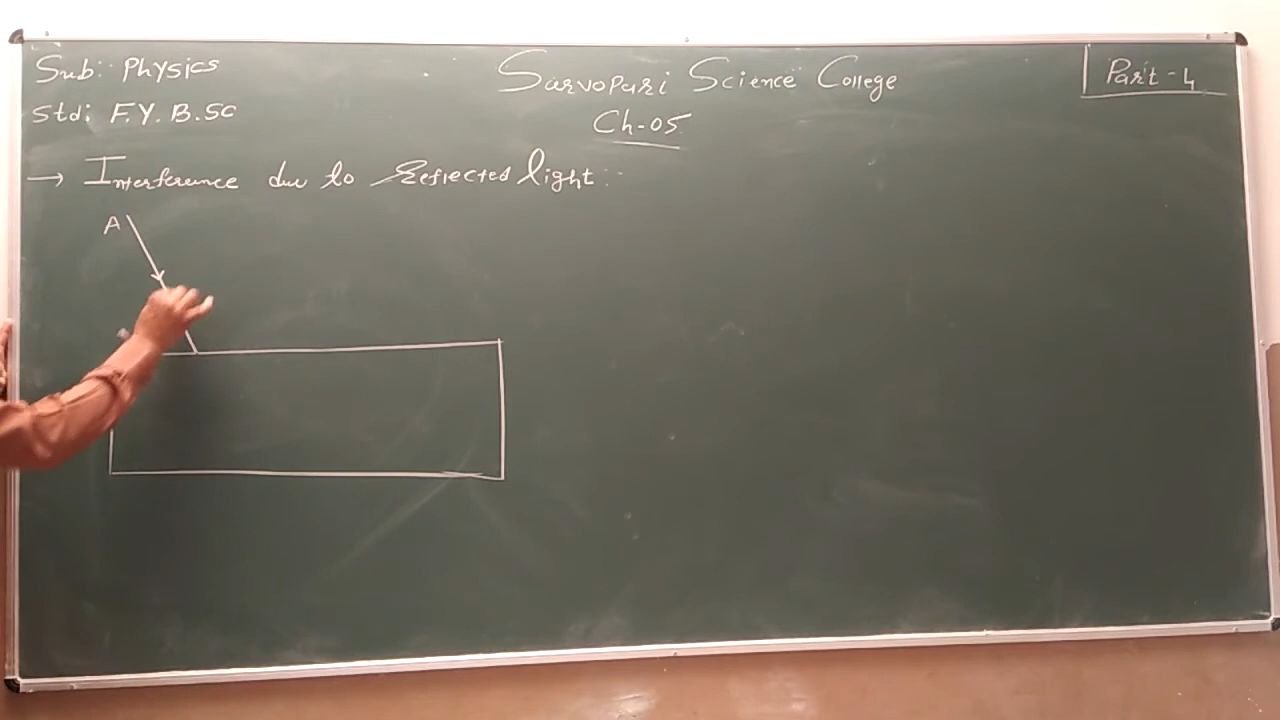 Sub: Physics
Sarvopari Science College
Part-4
Std: F.Y. B.SC
Ch-05
→ Interference due to Reflected light:-
A